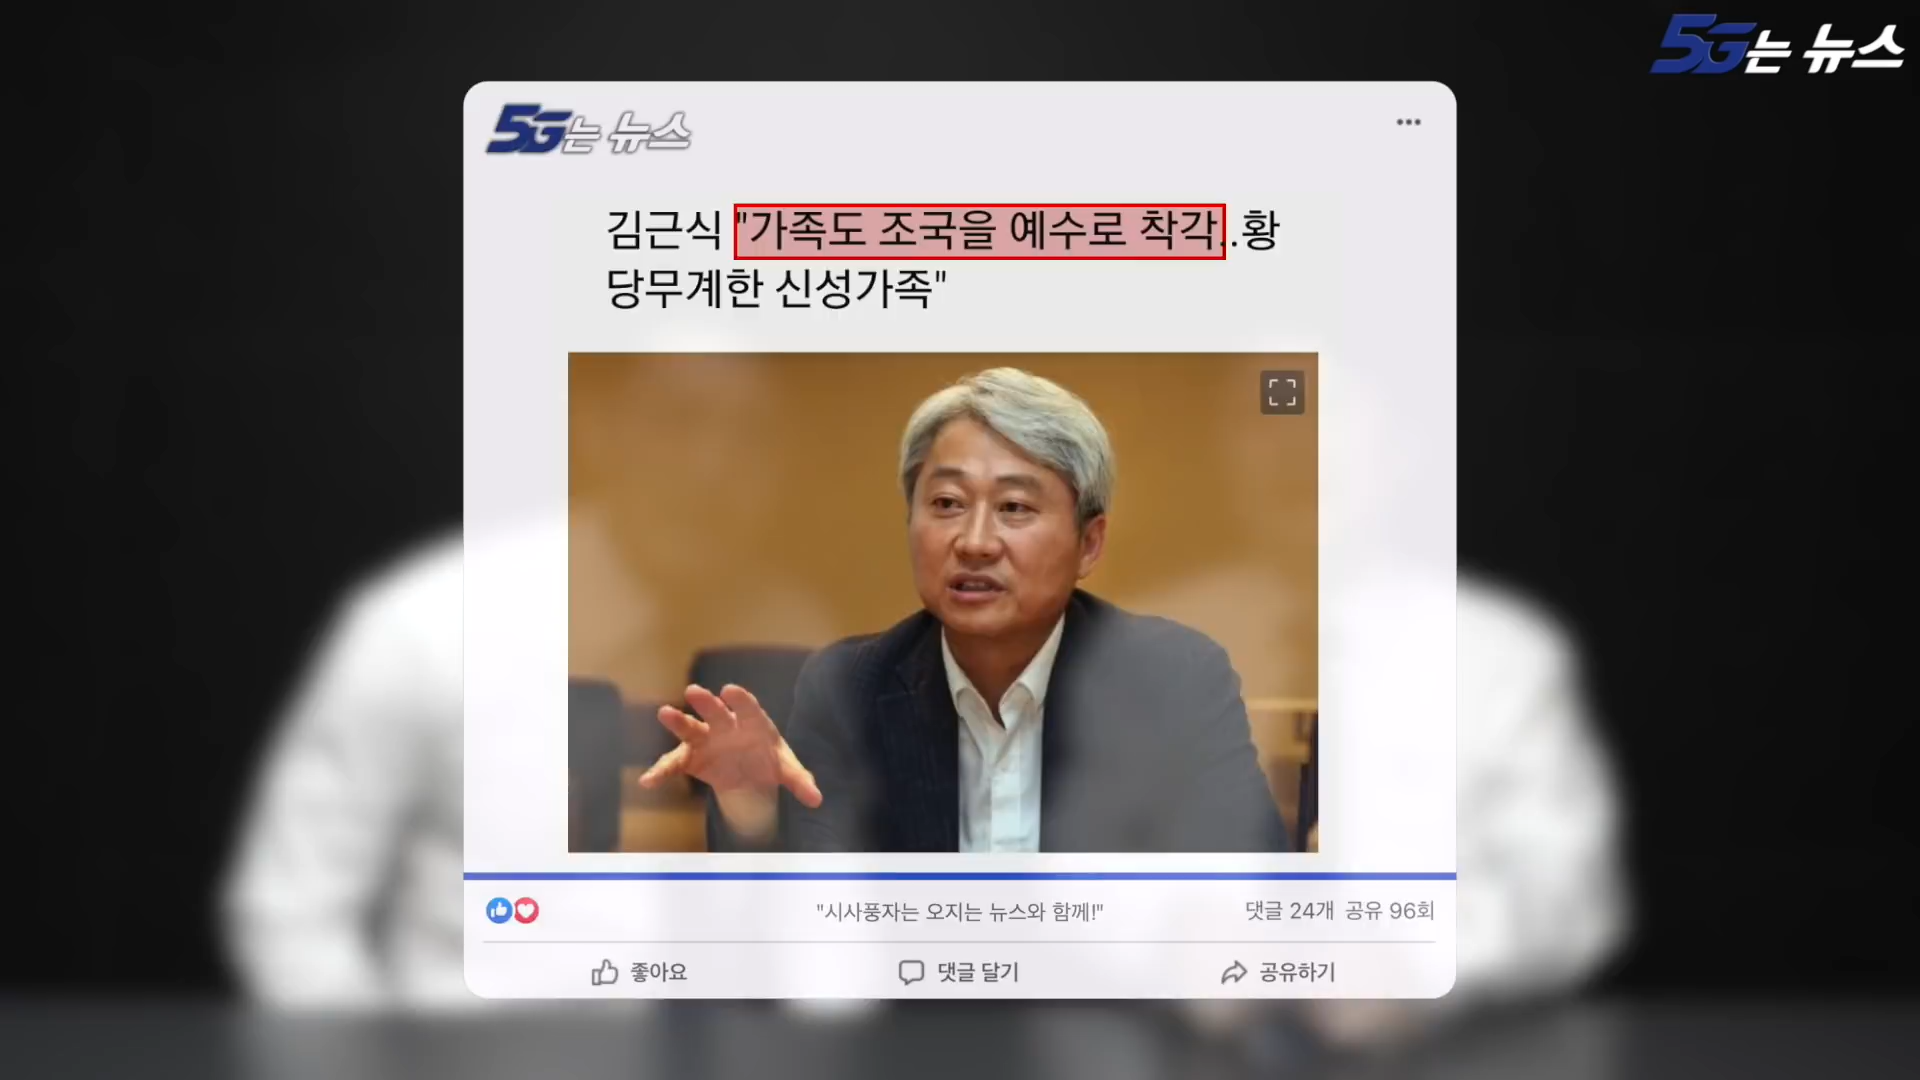 5G는 뉴스
5G는 뉴스
김근식 "가족도 조국을 예수로 착각..황
당무계한 신성가족"
"시사풍자는 오지는 뉴스와 함께!"
댓글 24개 공유 96회
좋아요
댓글 달기
공유하기